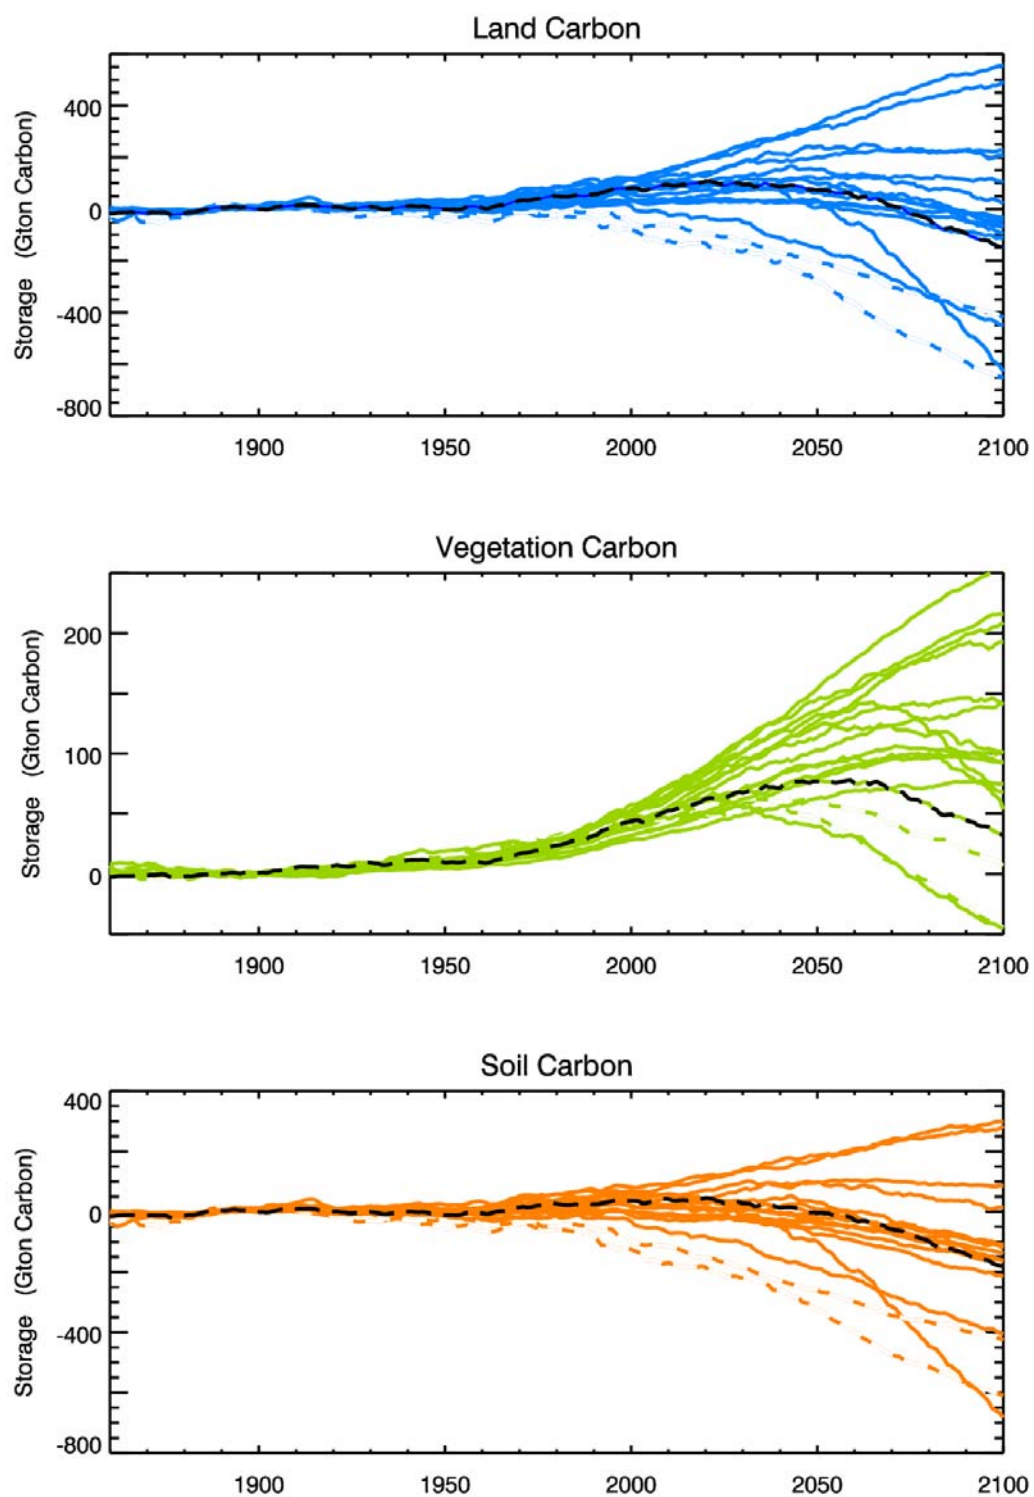 Land Carbon
Storage (Gton Carbon)
400
0
-400
-800
1900 1950 2000 2050 2100
Vegetation Carbon
Storage (Gton Carbon)
200
100
0
1900 1950 2000 2050 2100
Soil Carbon
Storage (Gton Carbon)
400
0
-400
-800
1900 1950 2000 2050 2100